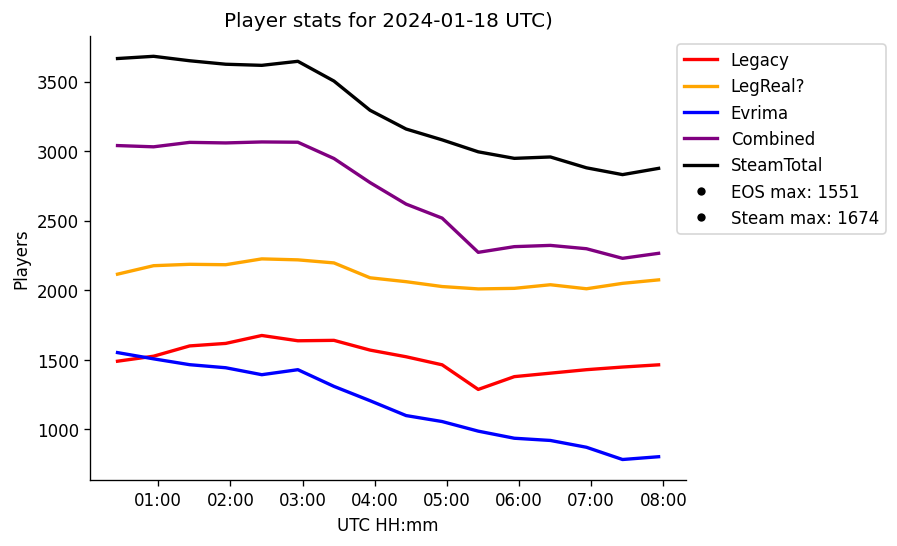 Player stats for 2024-01-18 UTC)
Players
3500
3000
2500
2000
1500
1000
01:00 02:00 03:00 04:00 05:00 06:00 07:00 08:00
UTC HH:mm
Legacy
LegReal?
Evrima
Combined
SteamTotal
EOS max: 1551
Steam max: 1674